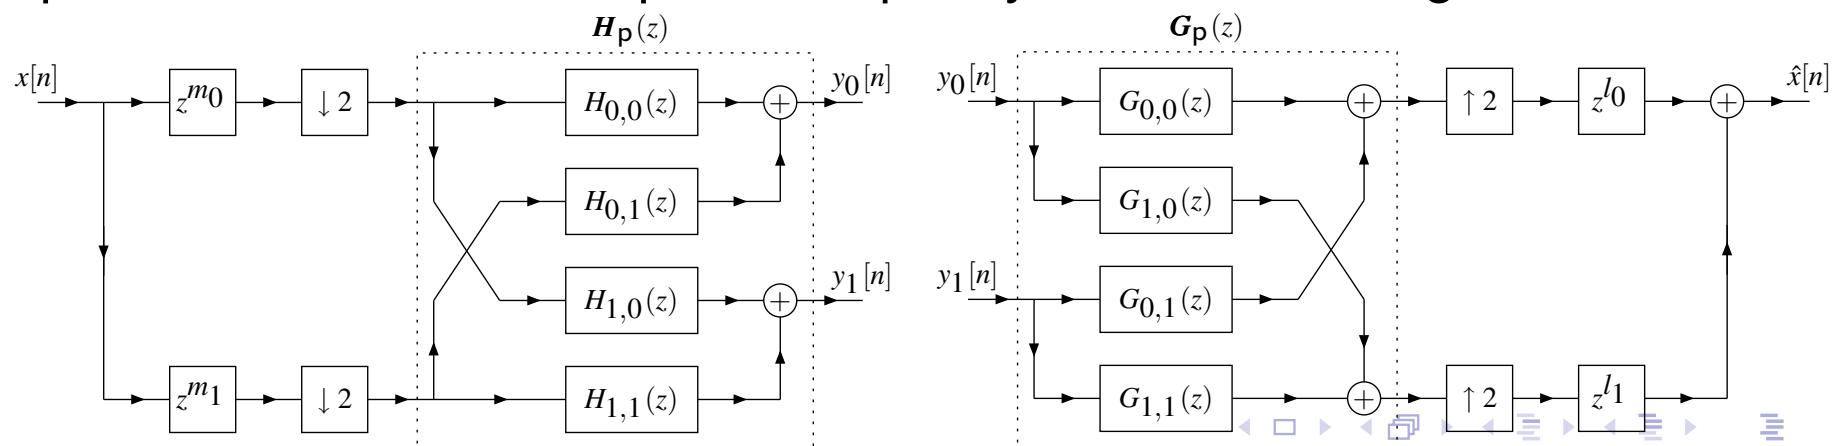 H_p(z)
G_p(z)
x[n]
z^{m_0}
↓ 2
H_{0,0}(z)
+
y_0[n]
H_{0,1}(z)
H_{1,0}(z)
+
y_1[n]
z^{m_1}
↓ 2
H_{1,1}(z)
y_0[n]
G_{0,0}(z)
+
↑ 2
z^{l_0}
+
x̂[n]
G_{1,0}(z)
y_1[n]
G_{0,1}(z)
G_{1,1}(z)
+
↑ 2
z^{l_1}